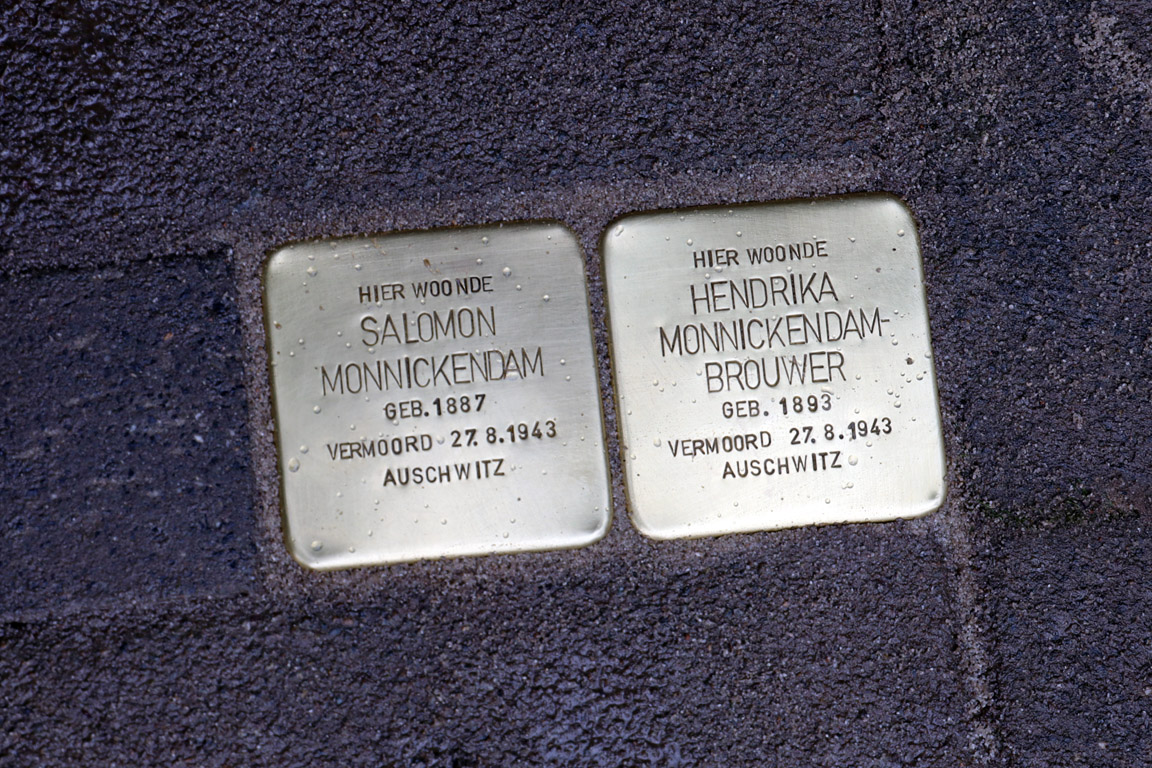 HIER WOONDE
SALOMON
MONNICKENDAM
GEB. 1887
VERMOORD 27.8.1943
AUSCHWITZ
HIER WOONDE
HENDRIKA
MONNICKENDAM-
BROUWER
GEB. 1893
VERMOORD 27.8.1943
AUSCHWITZ